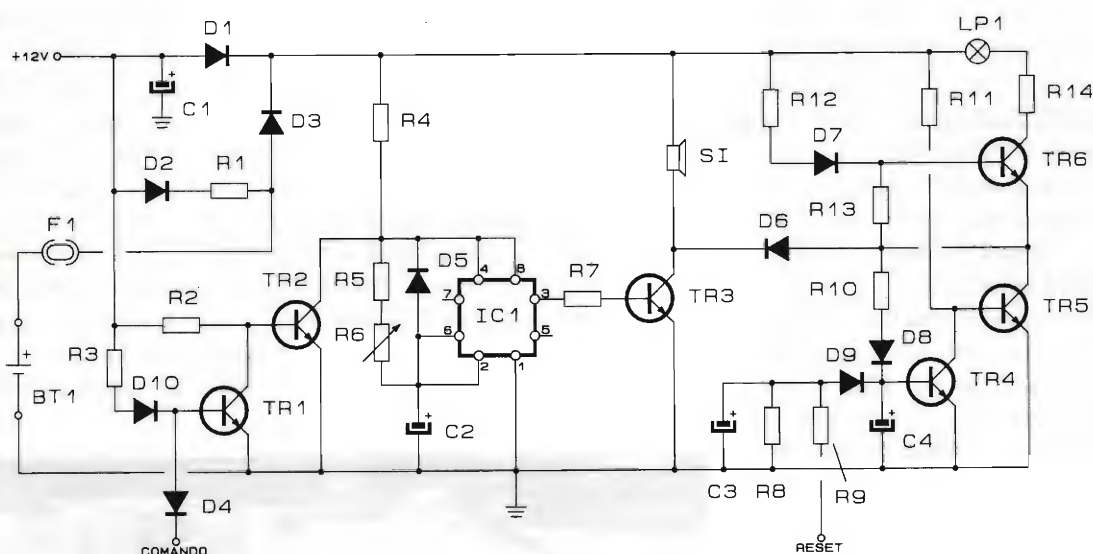 LP1
D1
+12V
C1
R4
R12
R11
R14
D3
D7
D2
R1
SI
TR6
F1
R13
D5
4
8
D6
TR2
R5
7
3
R7
R2
IC1
TR3
R10
TR5
R6
6
5
R3
D9
D8
+
D10
2
1
TR4
BT1
TR1
C2
C4
C3
R8
R9
D4
COMANDO
RESET